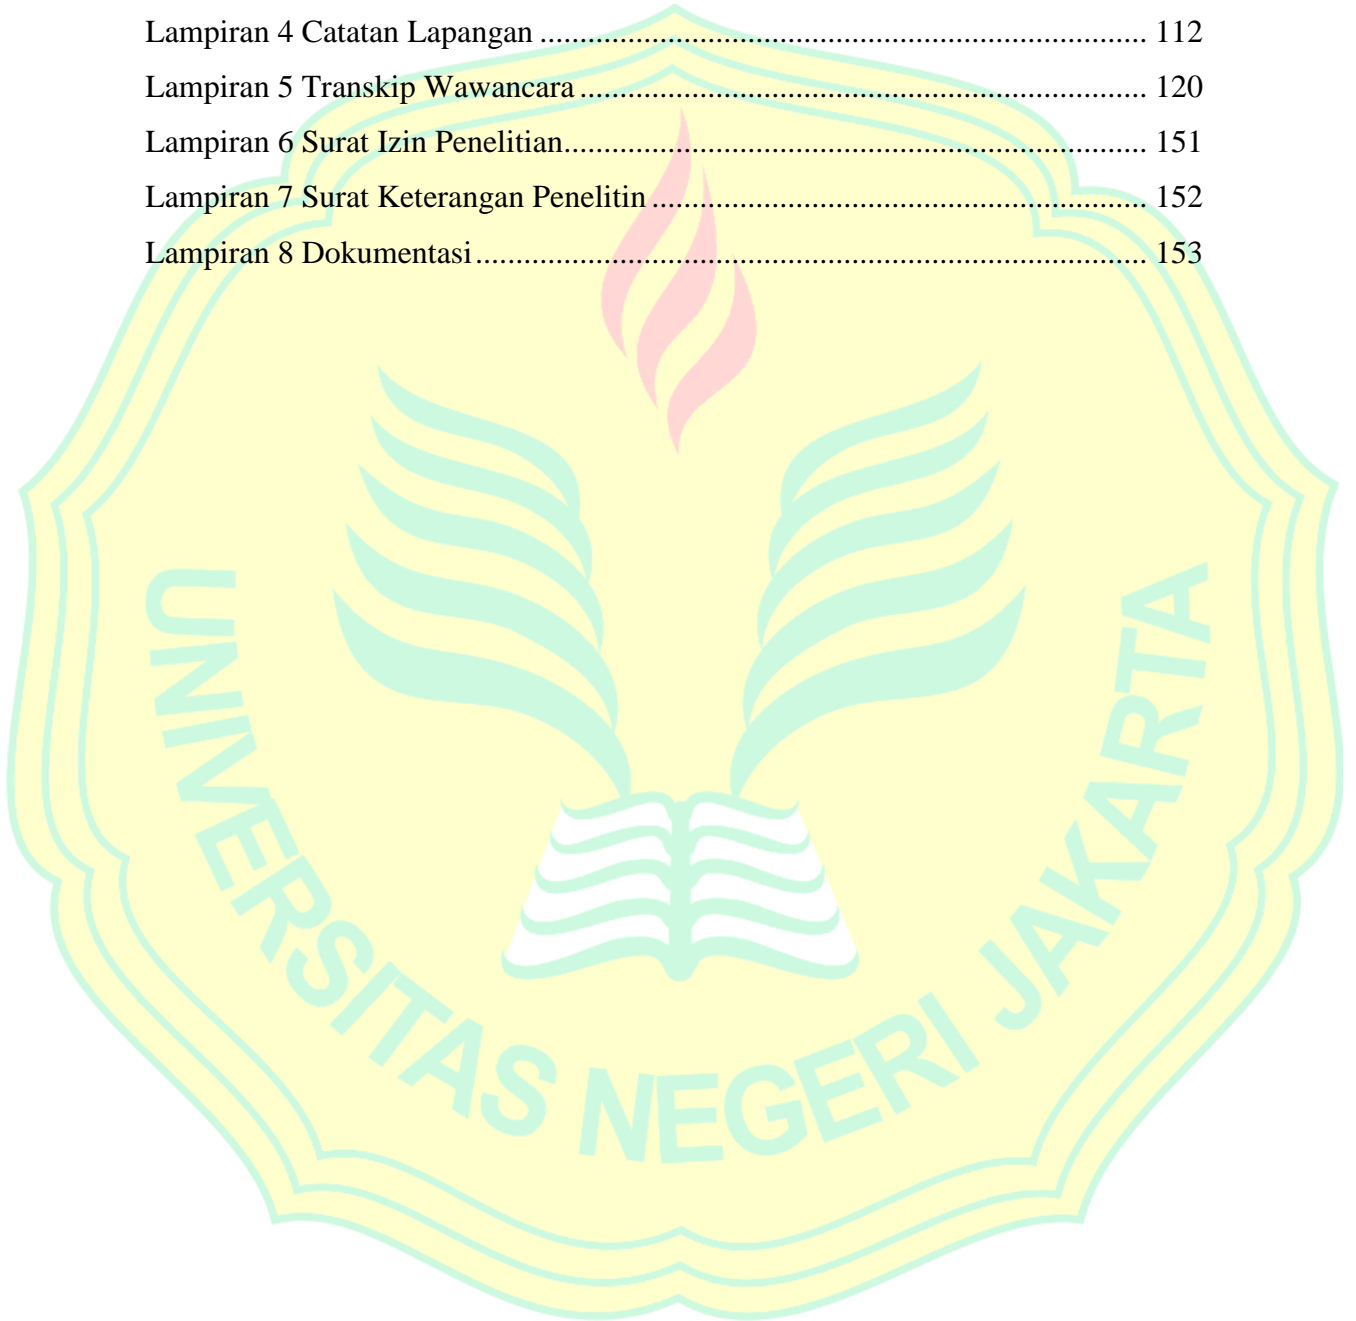 Lampiran 4 Catatan Lapangan ........................................................................... 112
Lampiran 5 Transkip Wawancara ...................................................................... 120
Lampiran 6 Surat Izin Penelitian........................................................................ 151
Lampiran 7 Surat Keterangan Penelitin ............................................................. 152
Lampiran 8 Dokumentasi................................................................................... 153
UNIVERSITAS NEGERI JAKARTA